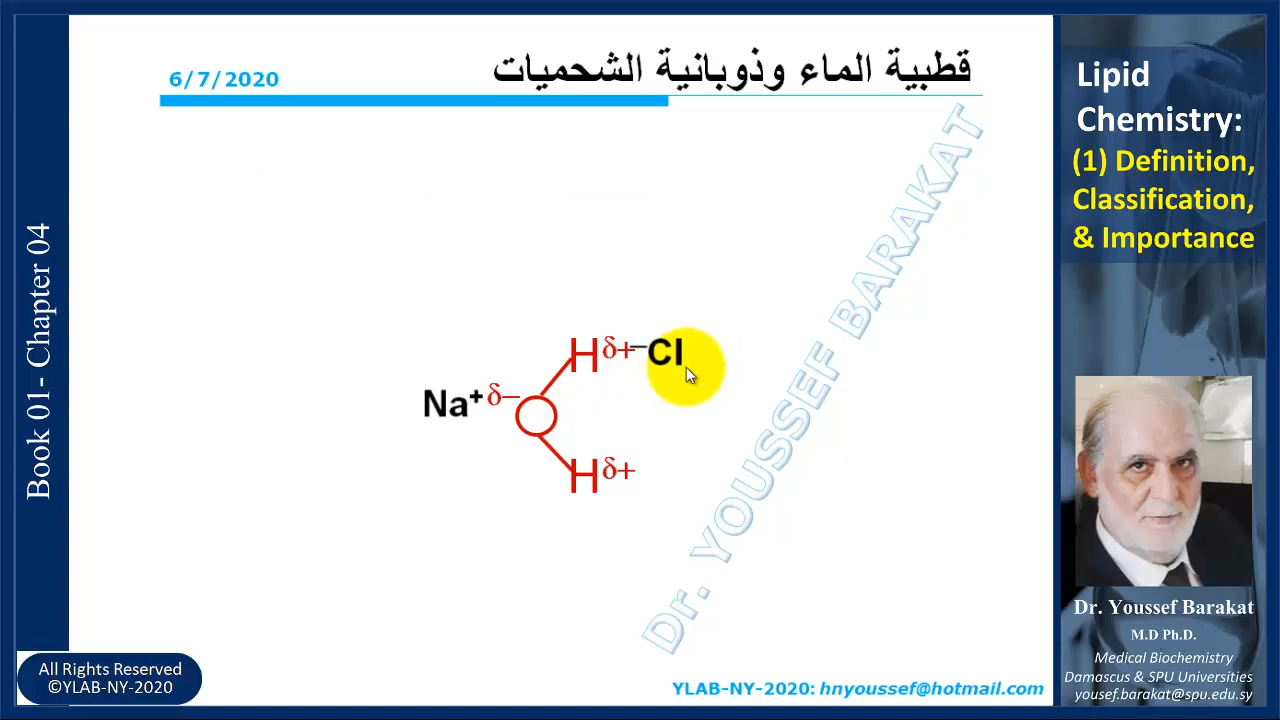 6/7/2020
قطبية الماء وذوبانية الشحميات
Book 01- Chapter 04
Na⁺ δ–
H δ+
⁻Cl
H δ+
Dr. YOUSSEF BARAKAT
All Rights Reserved
©YLAB-NY-2020
YLAB-NY-2020: hnyoussef@hotmail.com
Lipid
Chemistry:
(1) Definition,
Classification,
& Importance
Dr. Youssef Barakat
M.D Ph.D.
Medical Biochemistry
Damascus & SPU Universities
yousef.barakat@spu.edu.sy